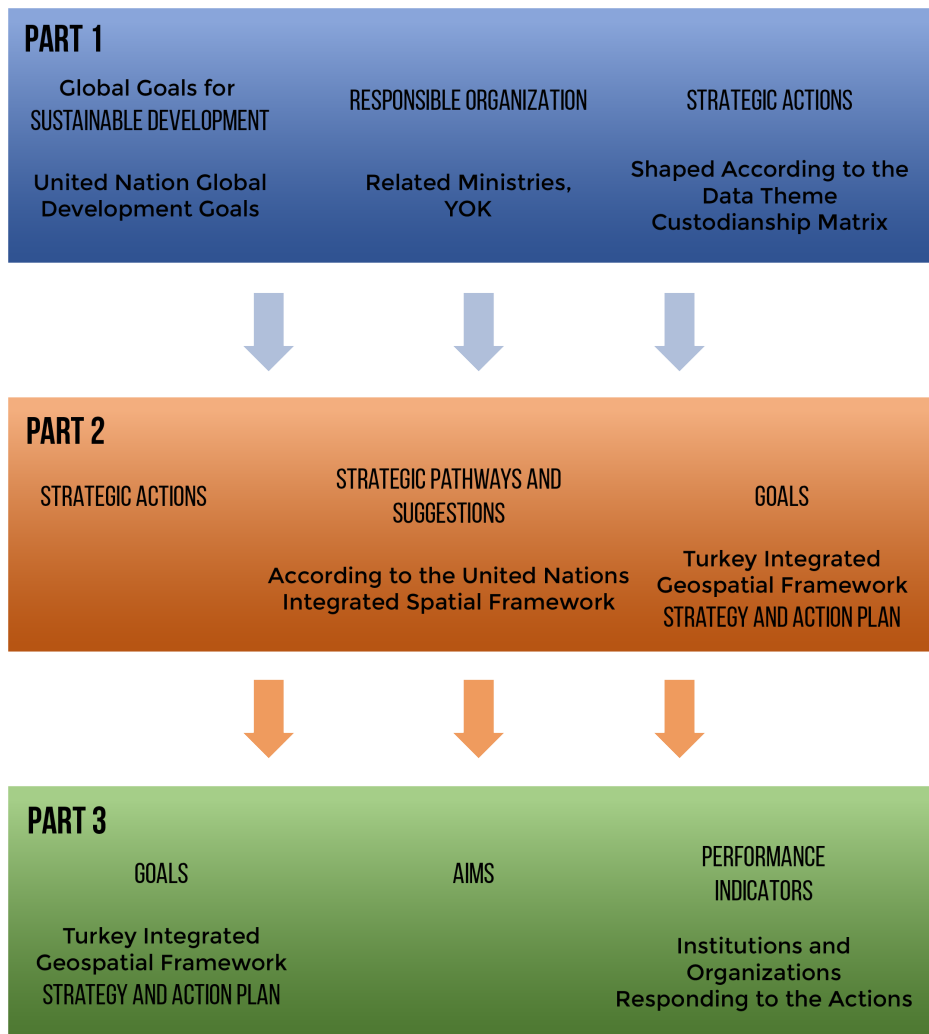 PART 1
Global Goals for
SUSTAINABLE DEVELOPMENT
United Nation Global
Development Goals
RESPONSIBLE ORGANIZATION
Related Ministries,
YOK
STRATEGIC ACTIONS
Shaped According to the
Data Theme
Custodianship Matrix
PART 2
STRATEGIC ACTIONS
STRATEGIC PATHWAYS AND
SUGGESTIONS
According to the United Nations
Integrated Spatial Framework
GOALS
Turkey Integrated
Geospatial Framework
STRATEGY AND ACTION PLAN
PART 3
GOALS
Turkey Integrated
Geospatial Framework
STRATEGY AND ACTION PLAN
AIMS
PERFORMANCE
INDICATORS
Institutions and
Organizations
Responding to the Actions